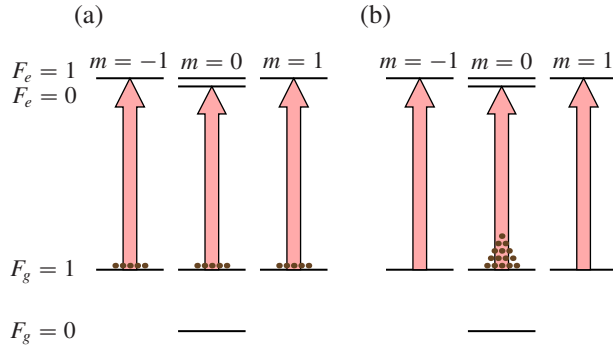 (a) (b)
m = −1 m = 0 m = 1 m = −1 m = 0 m = 1
F_e = 1
F_e = 0
F_g = 1
F_g = 0